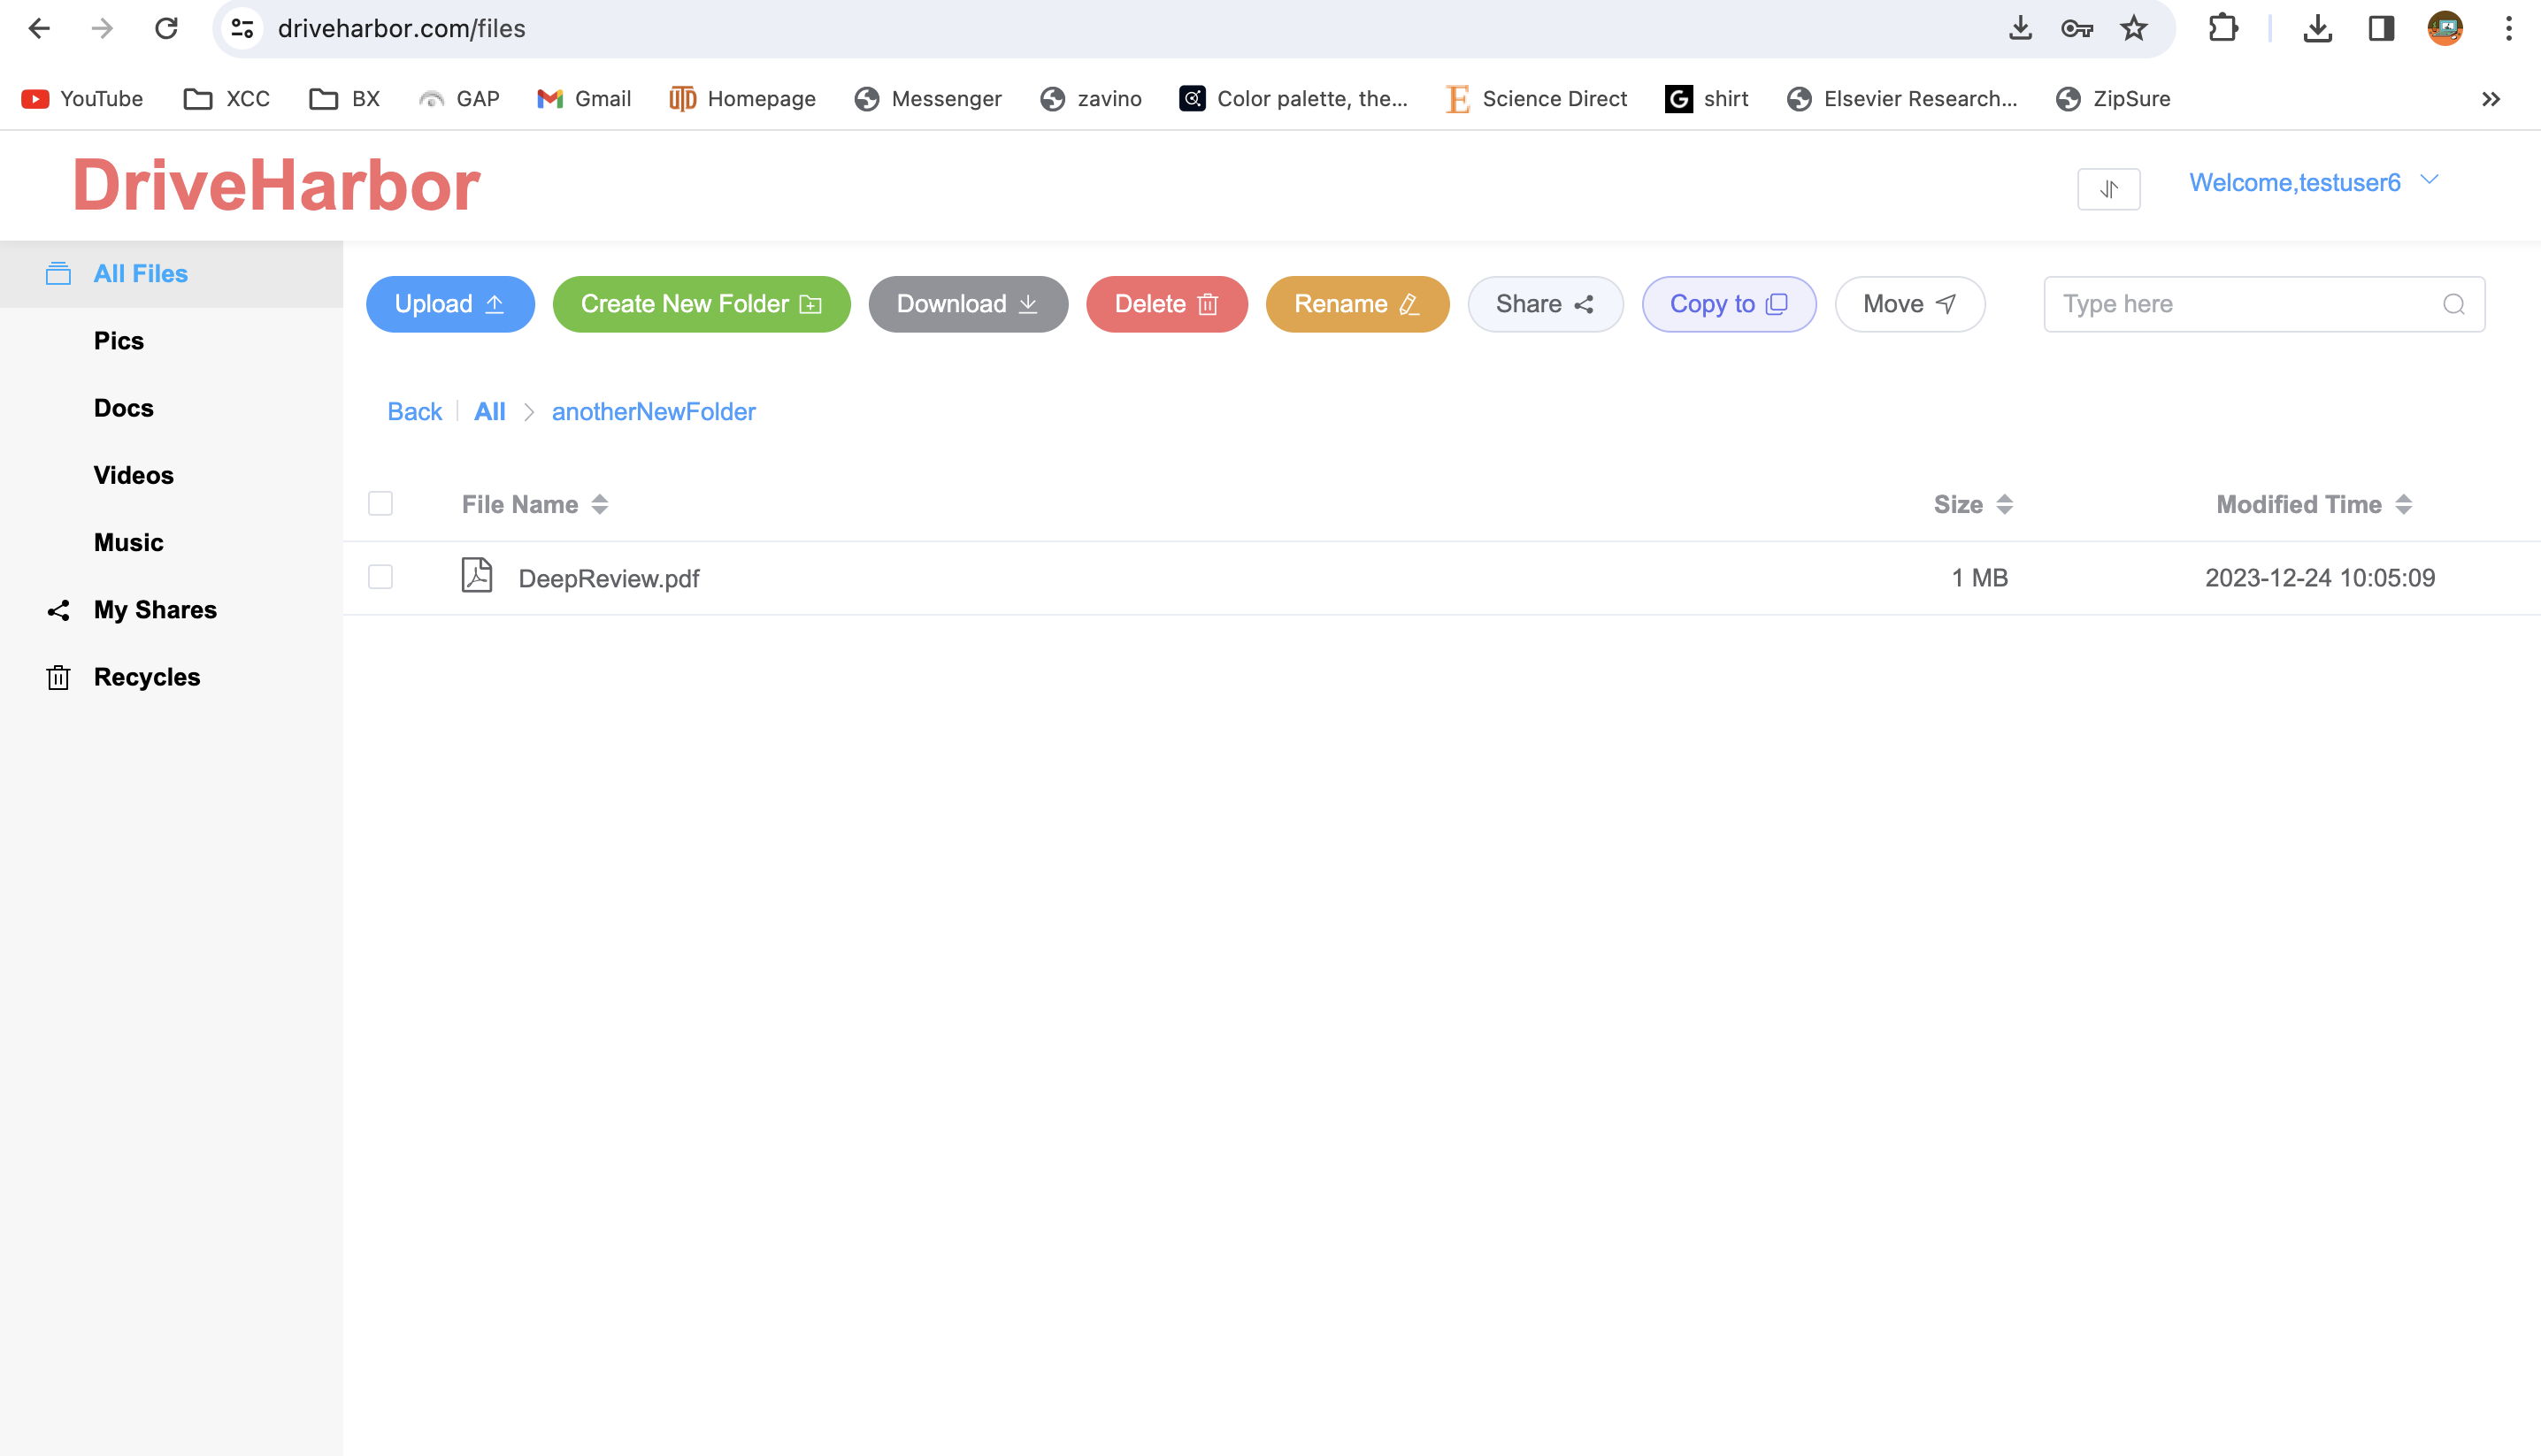 driveharbor.com/files
YouTube XCC BX GAP Gmail Homepage Messenger zavino Color palette, the... Science Direct shirt Elsevier Research... ZipSure
DriveHarbor
Welcome,testuser6
All Files
Pics
Docs
Videos
Music
My Shares
Recycles
Upload Create New Folder Download Delete Rename Share Copy to Move Type here
Back All anotherNewFolder
File Name Size Modified Time
DeepReview.pdf 1 MB 2023-12-24 10:05:09